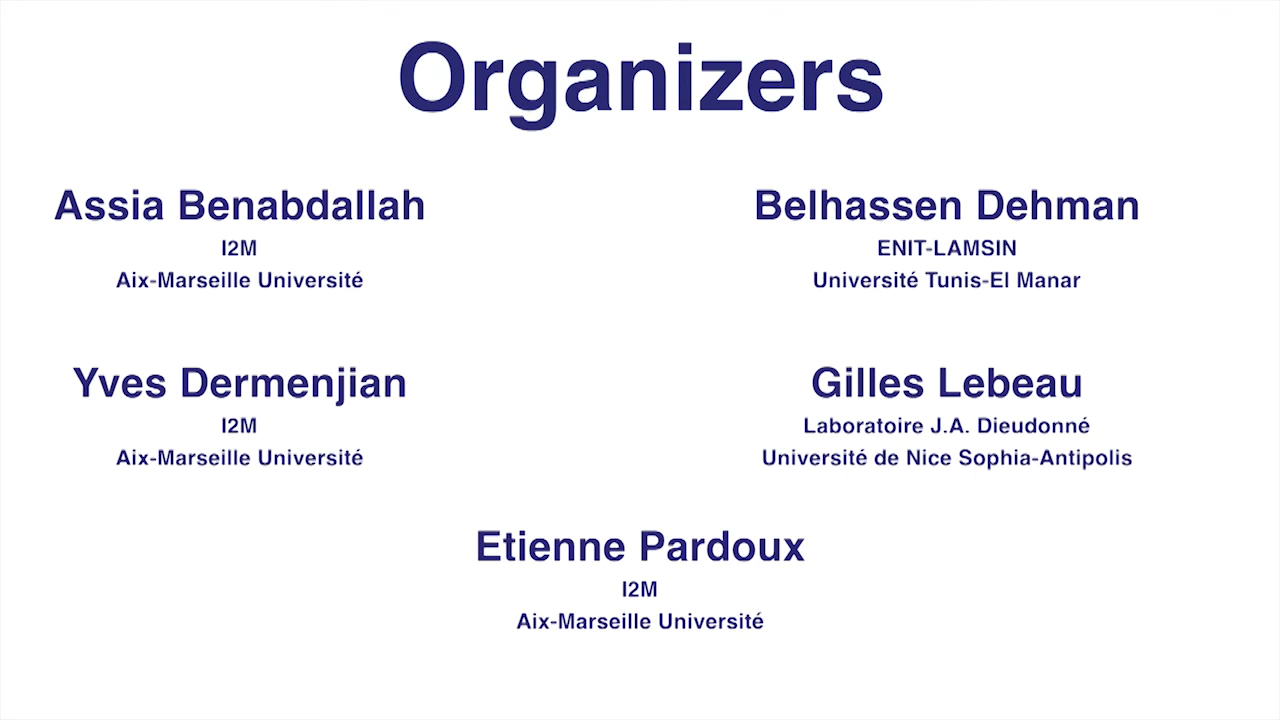 Organizers
Assia Benabdallah
I2M
Aix-Marseille Université
Belhassen Dehman
ENIT-LAMSIN
Université Tunis-El Manar
Yves Dermenjian
I2M
Aix-Marseille Université
Gilles Lebeau
Laboratoire J.A. Dieudonné
Université de Nice Sophia-Antipolis
Etienne Pardoux
I2M
Aix-Marseille Université